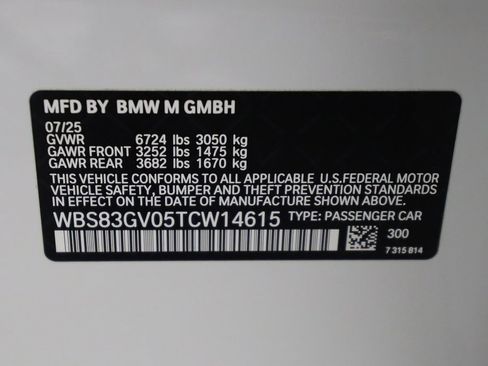 MFD BY BMW M GMBH
07/25
GVWR 6724 lbs 3050 kg
GAWR FRONT 3252 lbs 1475 kg
GAWR REAR 3682 lbs 1670 kg
THIS VEHICLE CONFORMS TO ALL APPLICABLE U.S.FEDERAL MOTOR
VEHICLE SAFETY, BUMPER AND THEFT PREVENTION STANDARDS
IN EFFECT ON THE DATE OF MANUFACTURE SHOWN ABOVE.
WBS83GV05TCW14615 TYPE: PASSENGER CAR
300
7 315 814